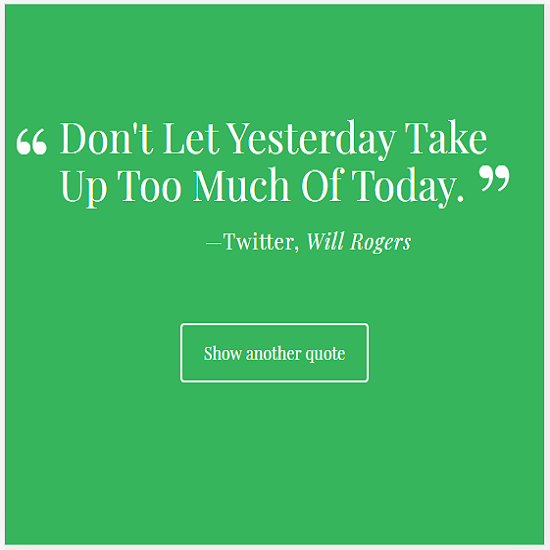 “ Don't Let Yesterday Take
Up Too Much Of Today. ”
—Twitter, Will Rogers
Show another quote